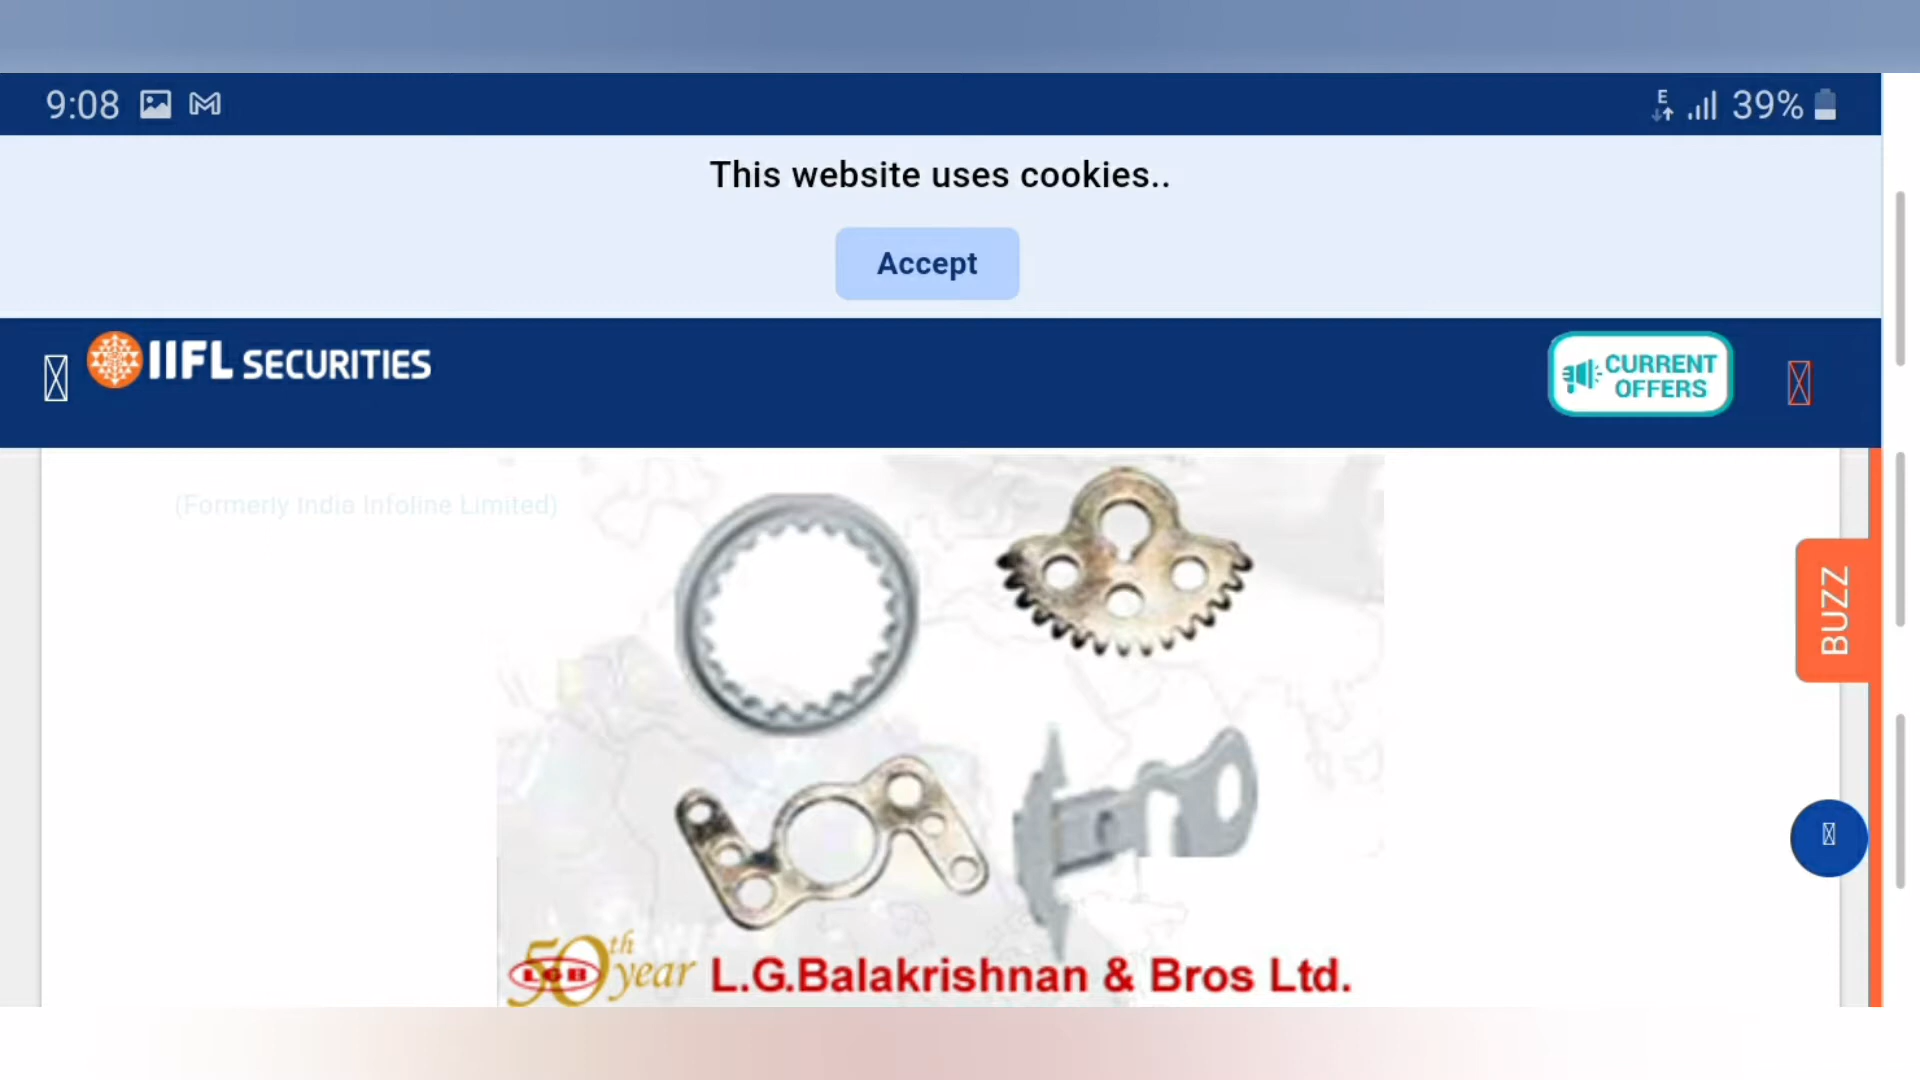 9:08
E 39%
This website uses cookies..
Accept
IIFL SECURITIES
CURRENT
OFFERS
(Formerly India Infoline Limited)
BUZZ
50th year LGB
L.G.Balakrishnan & Bros Ltd.